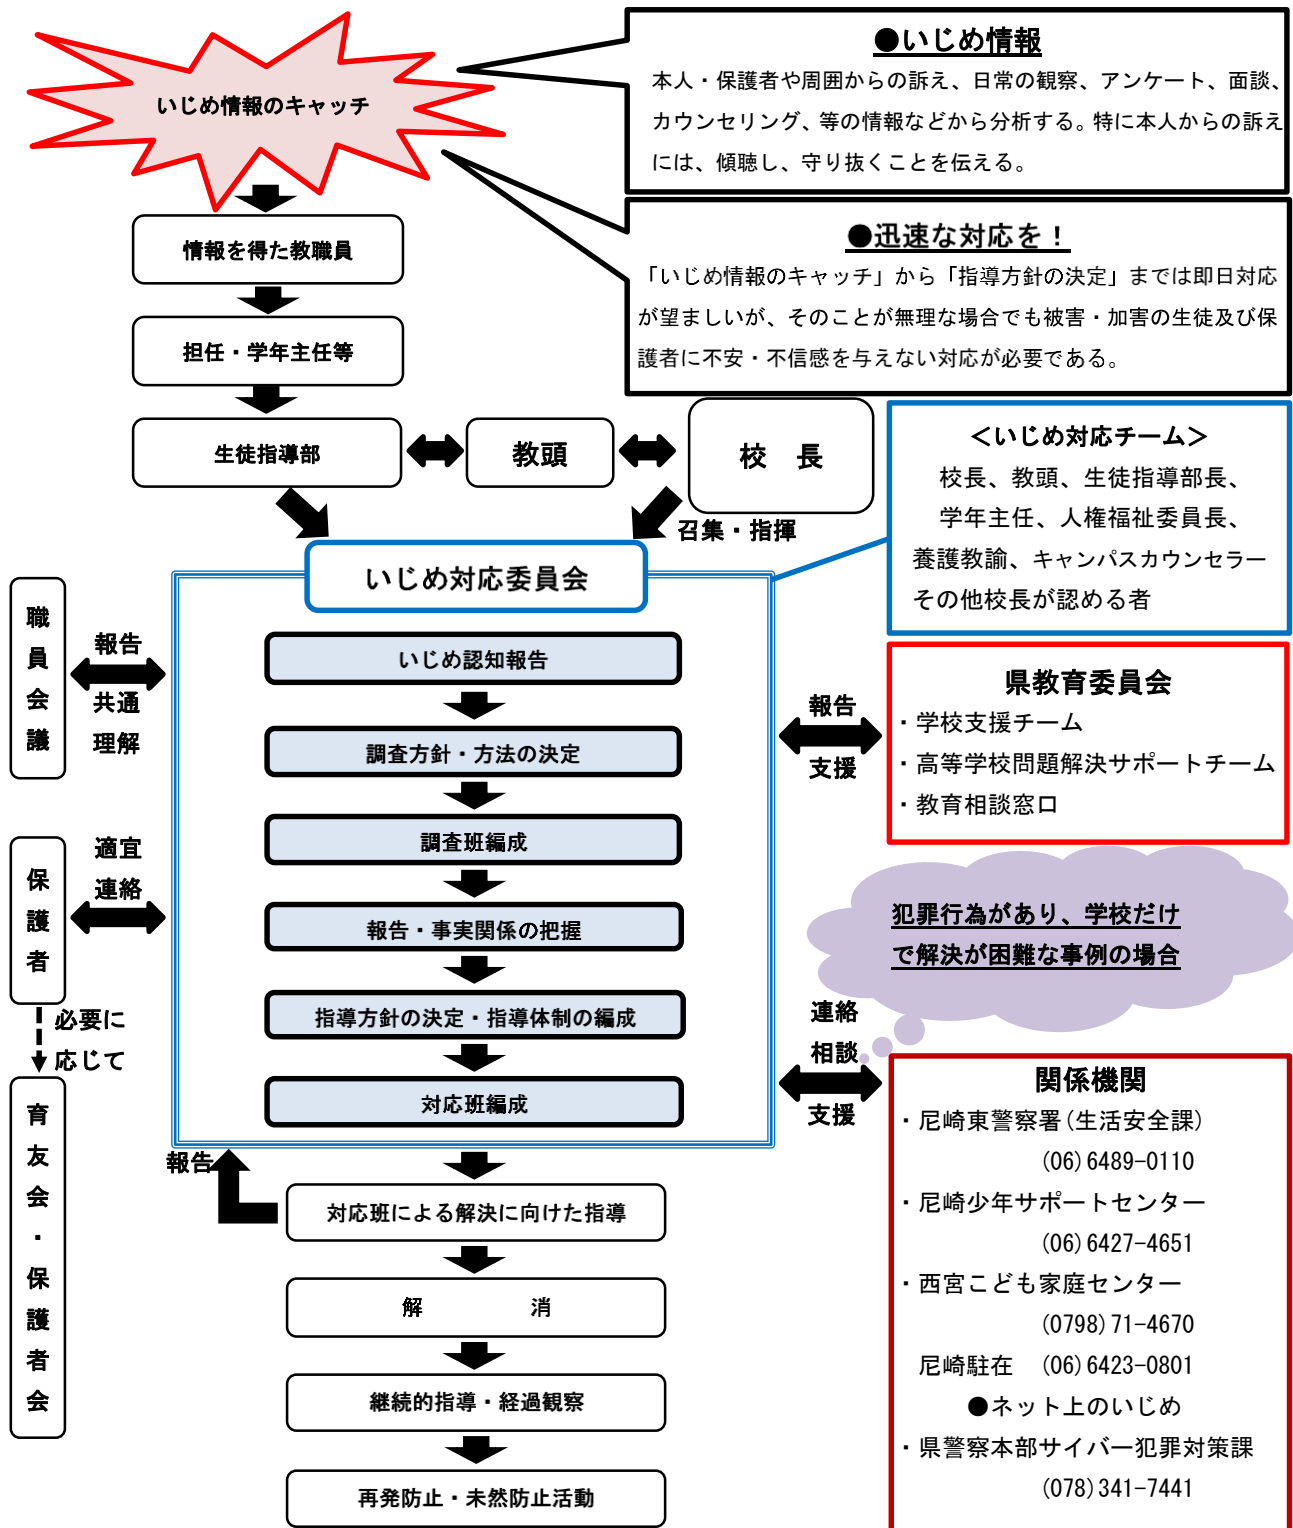 いじめ情報のキャッチ
●いじめ情報
本人・保護者や周囲からの訴え、日常の観察、アンケート、面談、
カウンセリング、等の情報などから分析する。特に本人からの訴え
には、傾聴し、守り抜くことを伝える。
●迅速な対応を！
「いじめ情報のキャッチ」から「指導方針の決定」までは即日対応
が望ましいが、そのことが無理な場合でも被害・加害の生徒及び保
護者に不安・不信感を与えない対応が必要である。
情報を得た教職員
担任・学年主任等
生徒指導部
教頭
校　長
召集・指揮
＜いじめ対応チーム＞
校長、教頭、生徒指導部長、
学年主任、人権福祉委員長、
養護教諭、キャンパスカウンセラー
その他校長が認める者
いじめ対応委員会
いじめ認知報告
調査方針・方法の決定
調査班編成
報告・事実関係の把握
指導方針の決定・指導体制の編成
対応班編成
職員会議
報告
共通
理解
保護者
適宜
連絡
必要に
応じて
育友会・保護者会
報告
支援
県教育委員会
・学校支援チーム
・高等学校問題解決サポートチーム
・教育相談窓口
犯罪行為があり、学校だけ
で解決が困難な事例の場合
連絡
相談
支援
関係機関
・尼崎東警察署(生活安全課)
(06)6489-0110
・尼崎少年サポートセンター
(06)6427-4651
・西宮こども家庭センター
(0798)71-4670
尼崎駐在　(06)6423-0801
●ネット上のいじめ
・県警察本部サイバー犯罪対策課
(078)341-7441
報告
対応班による解決に向けた指導
解　　　　消
継続的指導・経過観察
再発防止・未然防止活動